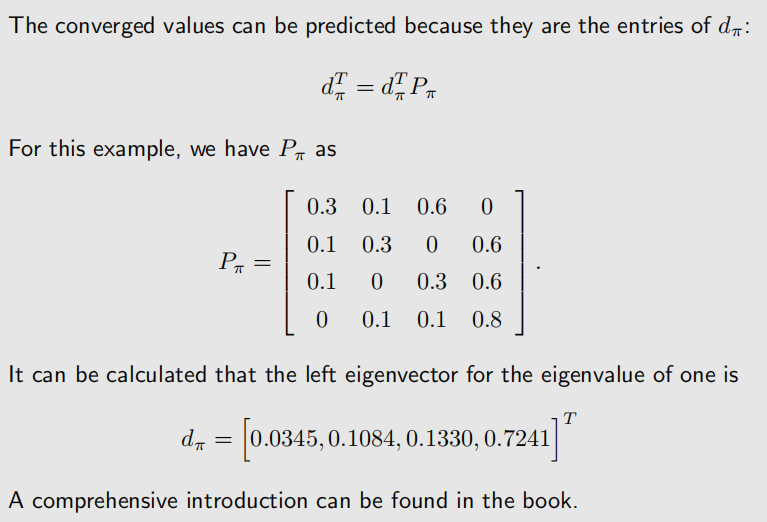 The converged values can be predicted because they are the entries of d_π:
d_π^T = d_π^T P_π
For this example, we have P_π as
P_π = [ 0.3 0.1 0.6 0
0.1 0.3 0 0.6
0.1 0 0.3 0.6
0 0.1 0.1 0.8 ] .
It can be calculated that the left eigenvector for the eigenvalue of one is
d_π = [0.0345, 0.1084, 0.1330, 0.7241]^T
A comprehensive introduction can be found in the book.